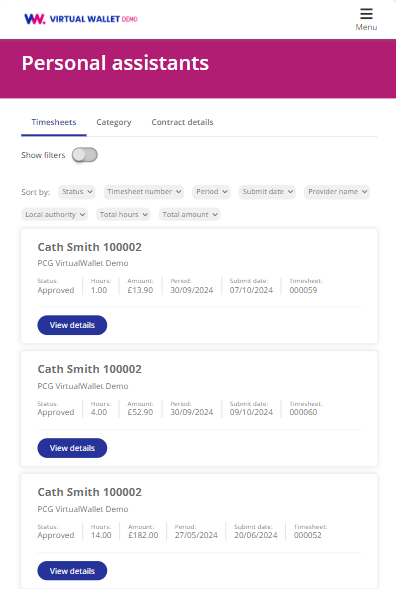 VIRTUAL WALLET DEMO
Menu
Personal assistants
Timesheets Category Contract details
Show filters
Sort by: Status Timesheet number Period Submit date Provider name
Local authority Total hours Total amount
Cath Smith 100002
PCG VirtualWallet Demo
Status: Hours: Amount: Period: Submit date: Timesheet:
Approved 1.00 £13.90 30/09/2024 07/10/2024 000059
View details
Cath Smith 100002
PCG VirtualWallet Demo
Status: Hours: Amount: Period: Submit date: Timesheet:
Approved 4.00 £52.90 30/09/2024 09/10/2024 000060
View details
Cath Smith 100002
PCG VirtualWallet Demo
Status: Hours: Amount: Period: Submit date: Timesheet:
Approved 14.00 £182.00 27/05/2024 20/06/2024 000052
View details